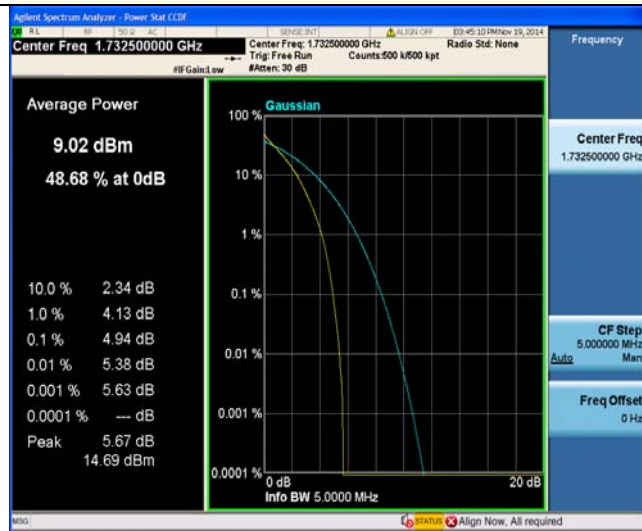 Agilent Spectrum Analyzer - Power Stat CCDF
RL RF 50 Ω AC SENSE:INT ALIGN OFF 03:45:10 PM Nov 19, 2014
Center Freq 1.732500000 GHz
Center Freq: 1.732500000 GHz Radio Std: None
Trig: Free Run Counts:500 k/500 kpt
#IFGain:Low #Atten: 30 dB
Frequency
Average Power
9.02 dBm
48.68 % at 0dB
10.0 % 2.34 dB
1.0 % 4.13 dB
0.1 % 4.94 dB
0.01 % 5.38 dB
0.001 % 5.63 dB
0.0001 % --- dB
Peak 5.67 dB
14.69 dBm
Gaussian
100 %
10 %
1 %
0.1 %
0.01 %
0.001 %
0.0001 %
0 dB 20 dB
Info BW 5.0000 MHz
Center Freq
1.732500000 GHz
CF Step
5.000000 MHz
Auto Man
Freq Offset
0 Hz
MSG STATUS Align Now, All required